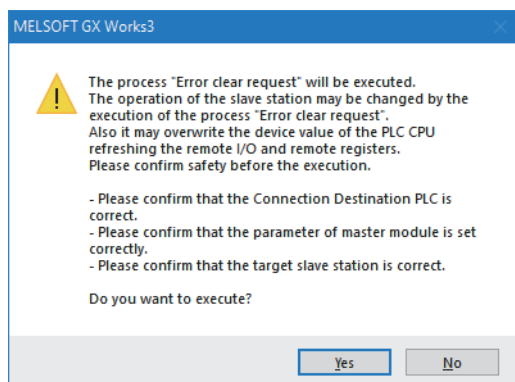 MELSOFT GX Works3
The process "Error clear request" will be executed.
The operation of the slave station may be changed by the
execution of the process "Error clear request".
Also it may overwrite the device value of the PLC CPU
refreshing the remote I/O and remote registers.
Please confirm safety before the execution.
- Please confirm that the Connection Destination PLC is
correct.
- Please confirm that the parameter of master module is set
correctly.
- Please confirm that the target slave station is correct.
Do you want to execute?
Yes No